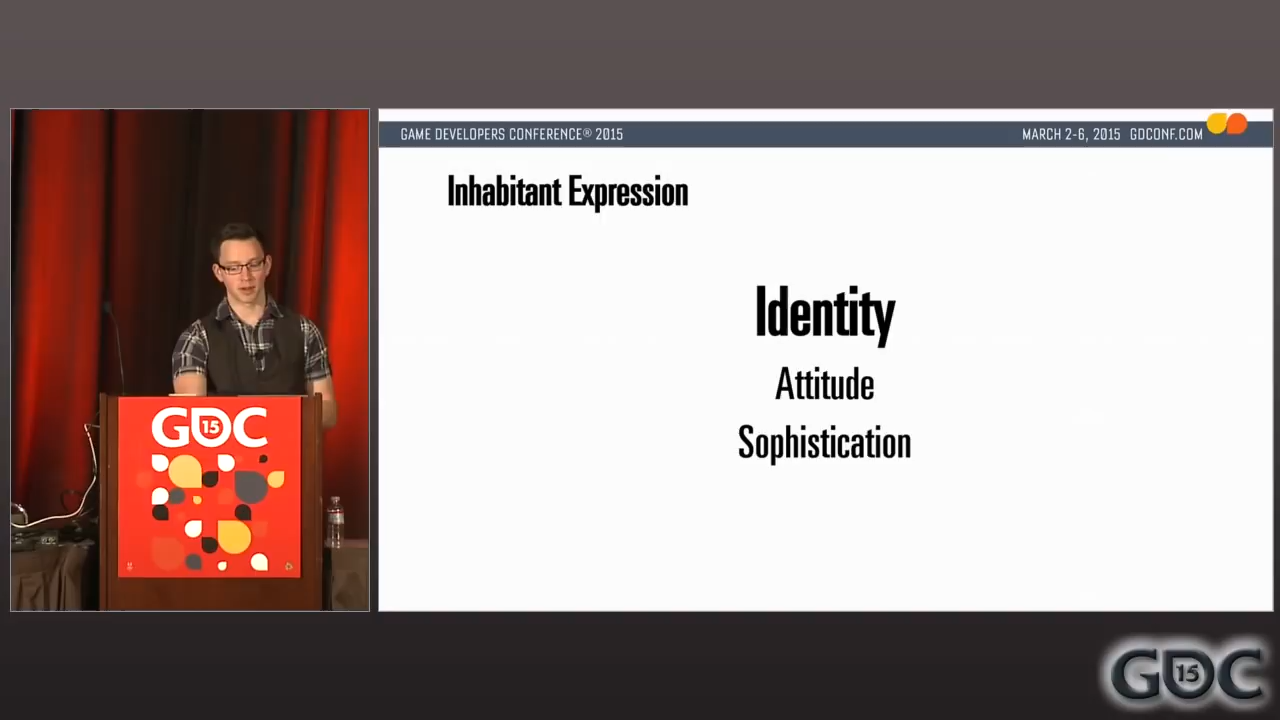 GAME DEVELOPERS CONFERENCE® 2015
MARCH 2-6, 2015 GDCONF.COM
Inhabitant Expression
Identity
Attitude
Sophistication
GDC
15
GDC
15